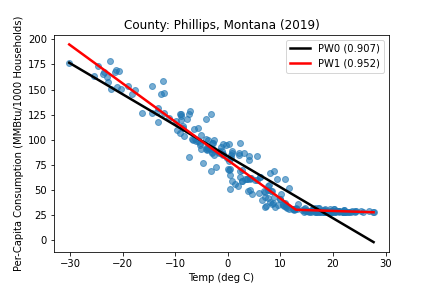 County: Phillips, Montana (2019)
PW0 (0.907)
PW1 (0.952)
Per-Capita Consumption (MMBtu/1000 Households)
200
175
150
125
100
75
50
25
0
−30 −20 −10 0 10 20 30
Temp (deg C)